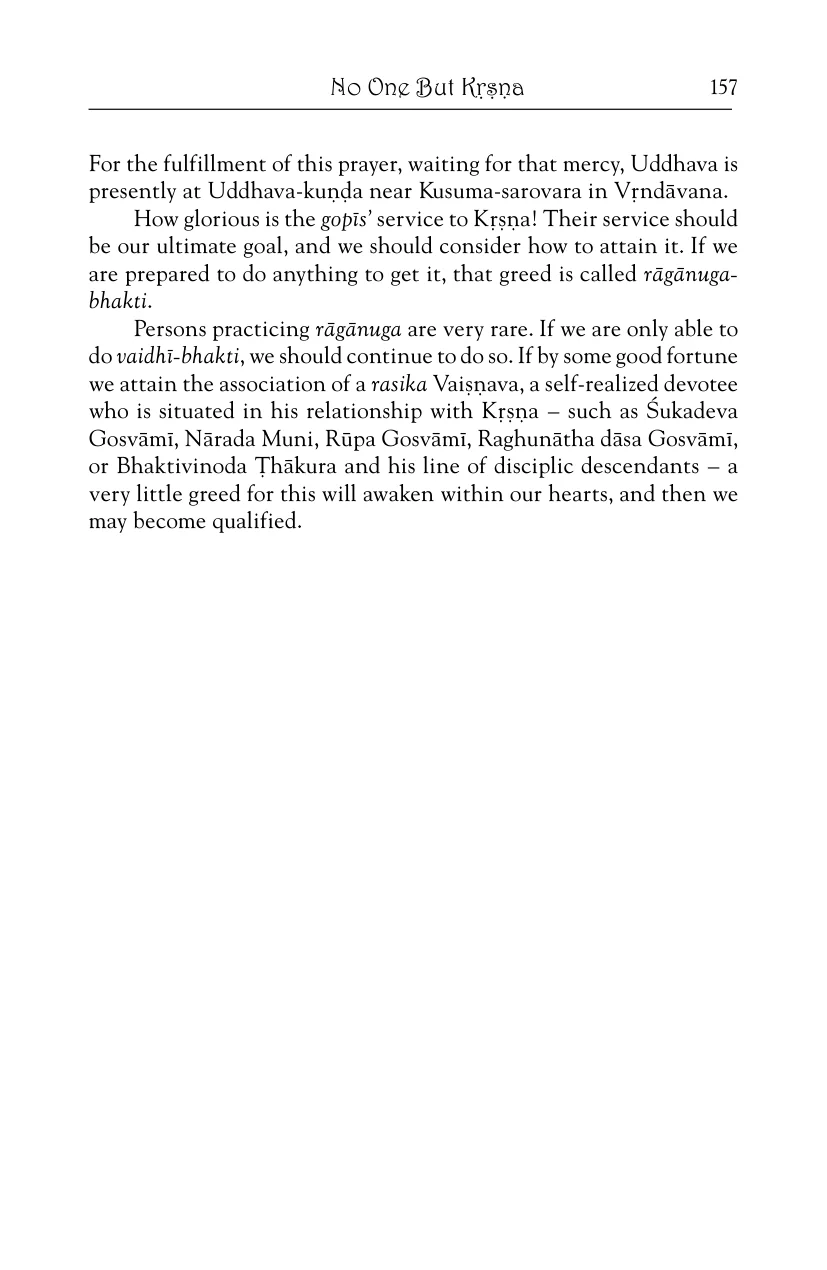 No One But Kṛṣṇa 157
For the fulfillment of this prayer, waiting for that mercy, Uddhava is
presently at Uddhava-kuṇḍa near Kusuma-sarovara in Vṛndāvana.
How glorious is the gopīs’ service to Kṛṣṇa! Their service should
be our ultimate goal, and we should consider how to attain it. If we
are prepared to do anything to get it, that greed is called rāgānuga-
bhakti.
Persons practicing rāgānuga are very rare. If we are only able to
do vaidhī-bhakti, we should continue to do so. If by some good fortune
we attain the association of a rasika Vaiṣṇava, a self-realized devotee
who is situated in his relationship with Kṛṣṇa – such as Śukadeva
Gosvāmī, Nārada Muni, Rūpa Gosvāmī, Raghunātha dāsa Gosvāmī,
or Bhaktivinoda Ṭhākura and his line of disciplic descendants – a
very little greed for this will awaken within our hearts, and then we
may become qualified.